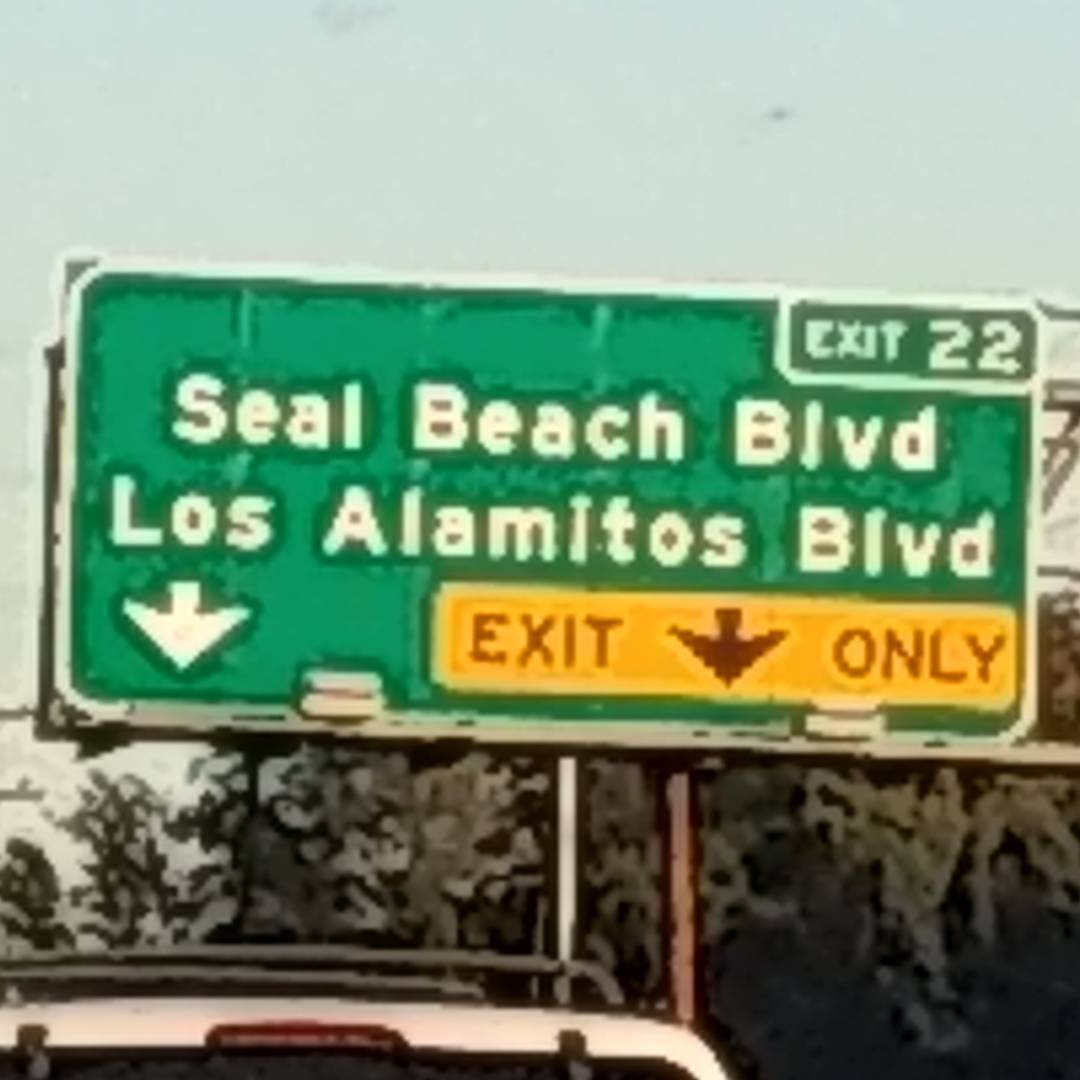 EXIT 22
Seal Beach Blvd
Los Alamitos Blvd
EXIT ONLY